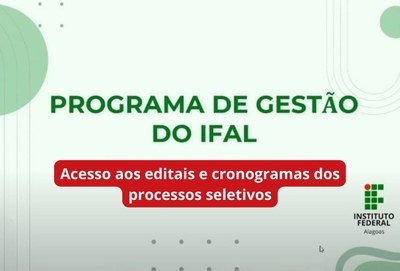 PROGRAMA DE GESTÃO
DO IFAL
Acesso aos editais e cronogramas dos
processos seletivos
INSTITUTO
FEDERAL
Alagoas